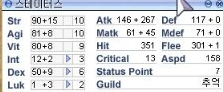 스테이터스
Str 90+15 10 Atk 146 + 267 Def 117 + 0
Agi 81+8 10 Matk 61 + 45 Mdef 71 + 0
Vit 80+8 9 Hit 351 Flee 301 + 1
Int 12+2 3 Critical 13 Aspd 158
Dex 50+9 6 Status Point 7
Luk 1 +3 2 Guild 추억